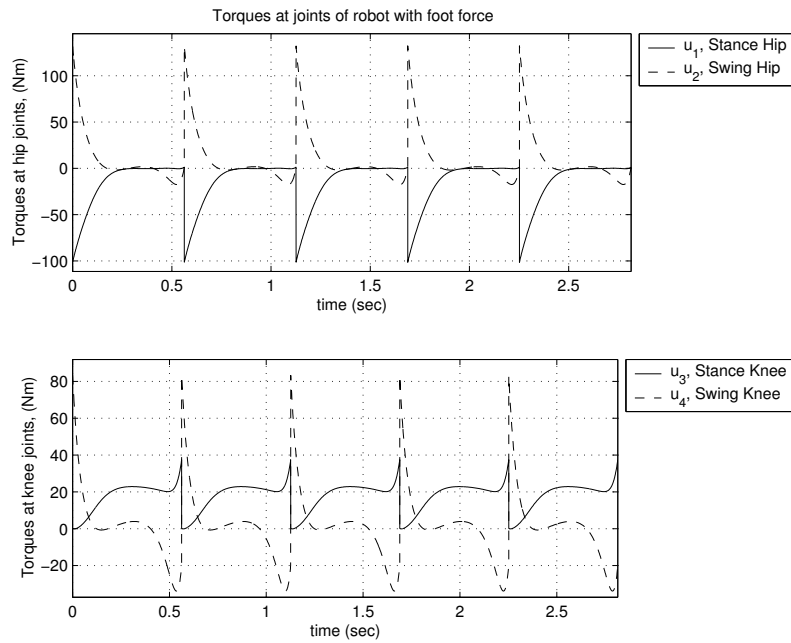 Torques at joints of robot with foot force
u1, Stance Hip
u2, Swing Hip
100
50
0
−50
−100
Torques at hip joints, (Nm)
0 0.5 1 1.5 2 2.5
time (sec)
u3, Stance Knee
u4, Swing Knee
80
60
40
20
0
−20
Torques at knee joints, (Nm)
0 0.5 1 1.5 2 2.5
time (sec)